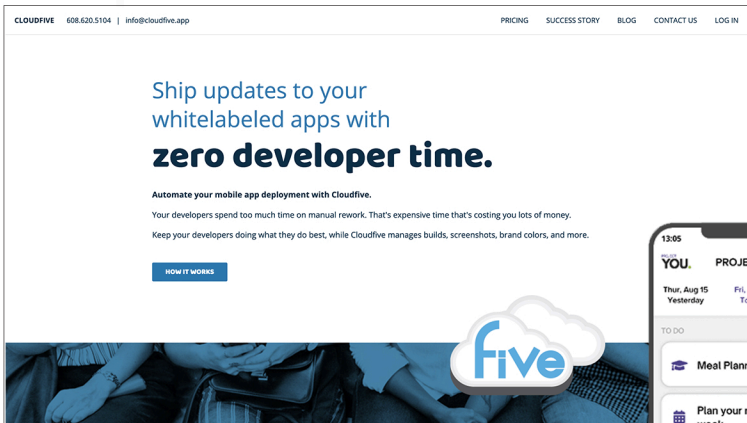 CLOUDFIVE 608.620.5104 | info@cloudfive.app PRICING SUCCESS STORY BLOG CONTACT US LOG IN
Ship updates to your
whitelabeled apps with
zero developer time.
Automate your mobile app deployment with Cloudfive.
Your developers spend too much time on manual rework. That's expensive time that's costing you lots of money.
Keep your developers doing what they do best, while Cloudfive manages builds, screenshots, brand colors, and more.
HOW IT WORKS
five
13:05
YOU.
PROJE
Thur, Aug 15
Yesterday
Fri,
To
TO DO
Meal Plann
Plan your